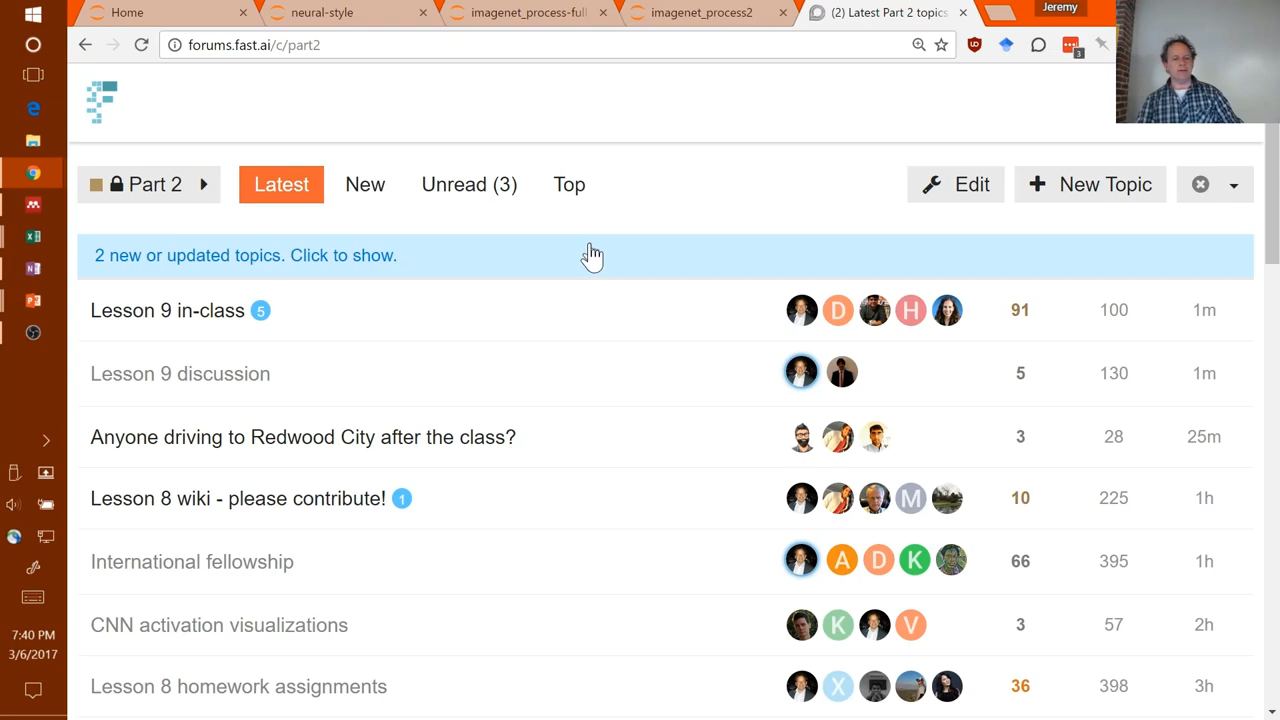 Home
neural-style
imagenet_process-full
imagenet_process2
(2) Latest Part 2 topics
Jeremy
forums.fast.ai/c/part2
3
Part 2
Latest
New
Unread (3)
Top
Edit
New Topic
2 new or updated topics. Click to show.
Lesson 9 in-class 5 D H 91 100 1m
Lesson 9 discussion 5 130 1m
Anyone driving to Redwood City after the class? 3 28 25m
Lesson 8 wiki - please contribute! 1 M 10 225 1h
International fellowship A D K 66 395 1h
CNN activation visualizations K V 3 57 2h
Lesson 8 homework assignments X 36 398 3h
7:40 PM
3/6/2017